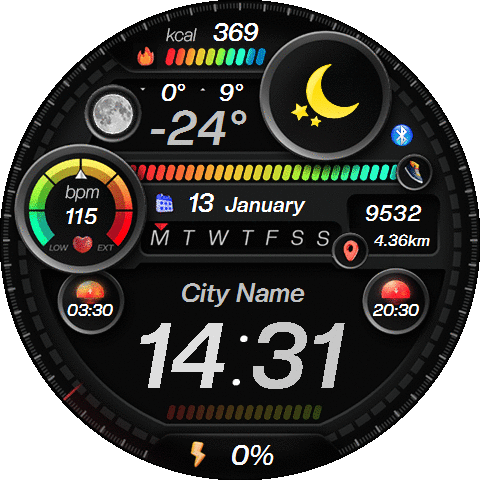 kcal 369
0° 9°
-24°
bpm
115
LOW EXT
13 January
M T W T F S S
9532
4.36km
City Name
03:30
20:30
14:31
0%